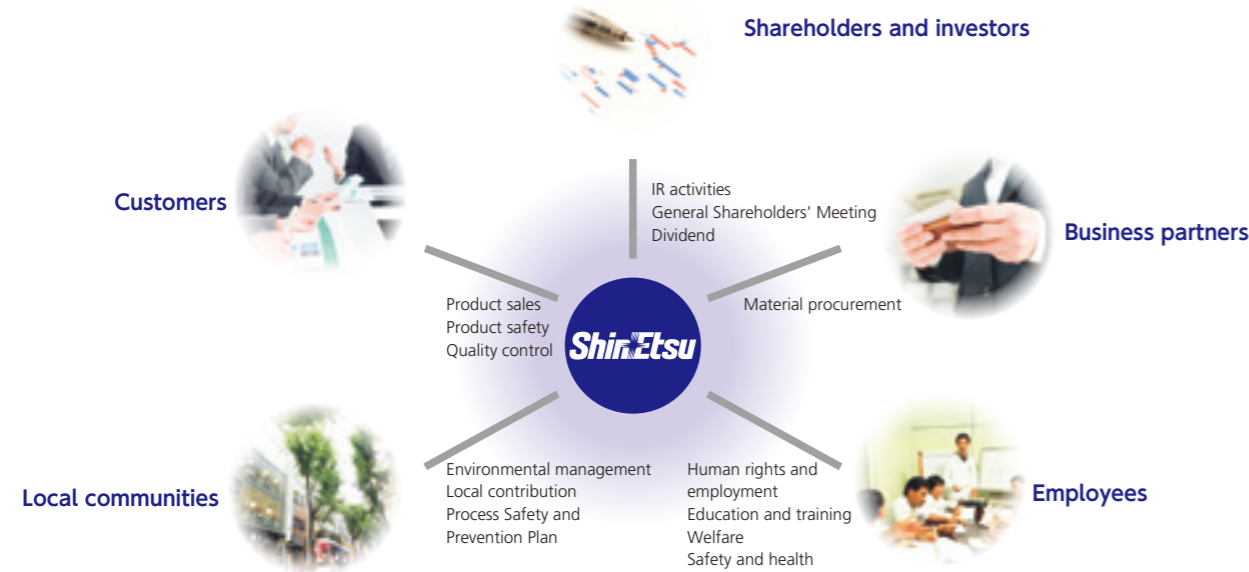 Shareholders and investors
IR activities
General Shareholders' Meeting
Dividend
Customers
Product sales
Product safety
Quality control
Business partners
Material procurement
ShinEtsu
Local communities
Environmental management
Local contribution
Process Safety and
Prevention Plan
Employees
Human rights and
employment
Education and training
Welfare
Safety and health